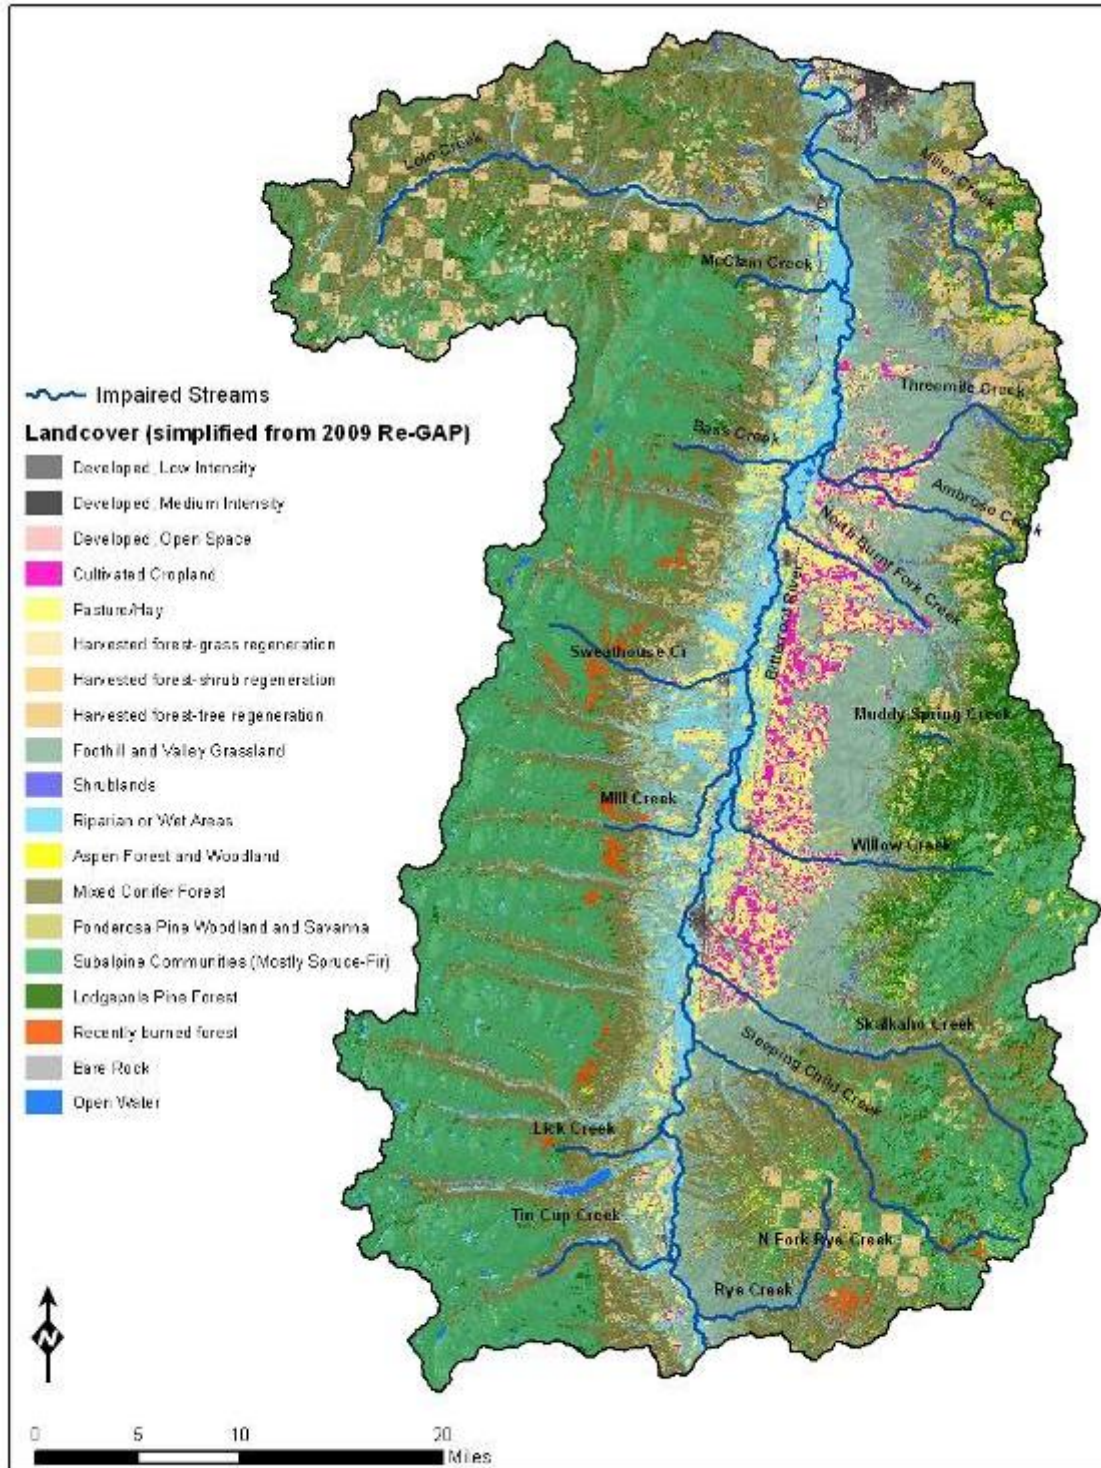 Lolo Creek
Miller Creek
McClain Creek
Threemile Creek
Bass Creek
Ambrose Creek
North Burnt Fork Creek
Bitterroot River
Sweathouse Cr
Muddy Spring Creek
Mill Creek
Willow Creek
Skalkaho Creek
Sleeping Child Creek
Lick Creek
Tin Cup Creek
N Fork Rye Creek
Rye Creek
Impaired Streams
Landcover (simplified from 2009 Re-GAP)
Developed, Low Intensity
Developed, Medium Intensity
Developed, Open Space
Cultivated Cropland
Pasture/Hay
Harvested forest-grass regeneration
Harvested forest-shrub regeneration
Harvested forest-tree regeneration
Foothill and Valley Grassland
Shrublands
Riparian or Wet Areas
Aspen Forest and Woodland
Mixed Conifer Forest
Ponderosa Pine Woodland and Savanna
Subalpine Communities (Mostly Spruce-Fir)
Lodgepole Pine Forest
Recently burned forest
Bare Rock
Open Water
N
0 5 10 20
Miles